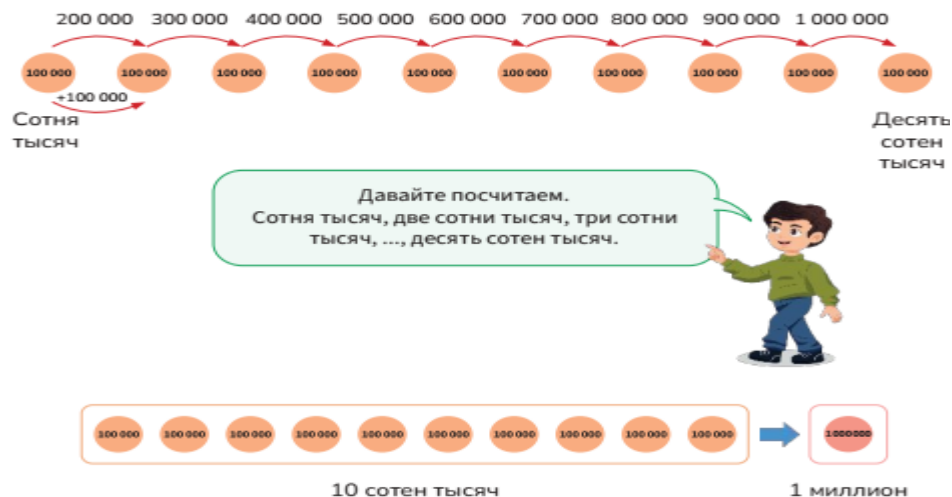 200 000 300 000 400 000 500 000 600 000 700 000 800 000 900 000 1 000 000
100 000 100 000 100 000 100 000 100 000 100 000 100 000 100 000 100 000 100 000
+100 000
Сотня
тысяч
Десять
сотен
тысяч
Давайте посчитаем.
Сотня тысяч, две сотни тысяч, три сотни
тысяч, ..., десять сотен тысяч.
100 000 100 000 100 000 100 000 100 000 100 000 100 000 100 000 100 000 100 000 1 000 000
10 сотен тысяч 1 миллион